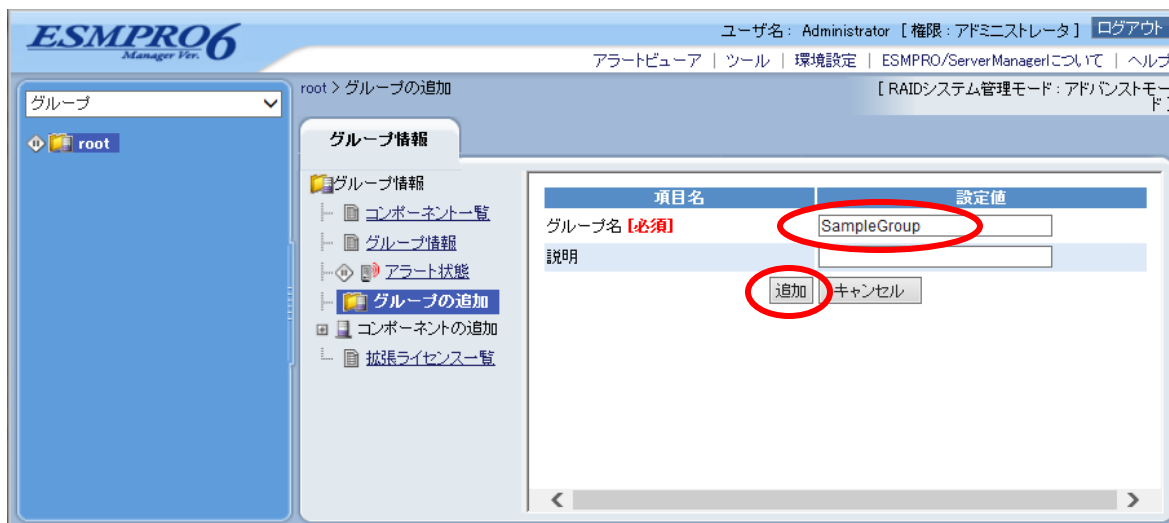 ESMPRO6
Manager Ver.
ユーザ名: Administrator [ 権限:アドミニストレータ ] ログアウト
アラートビューア | ツール | 環境設定 | ESMPRO/ServerManagerについて | ヘルプ
グループ
root > グループの追加
[ RAIDシステム管理モード:アドバンストモード ]
root
グループ情報
グループ情報
コンポーネント一覧
グループ情報
アラート状態
グループの追加
コンポーネントの追加
拡張ライセンス一覧
項目名 設定値
グループ名 [必須] SampleGroup
説明
追加 キャンセル